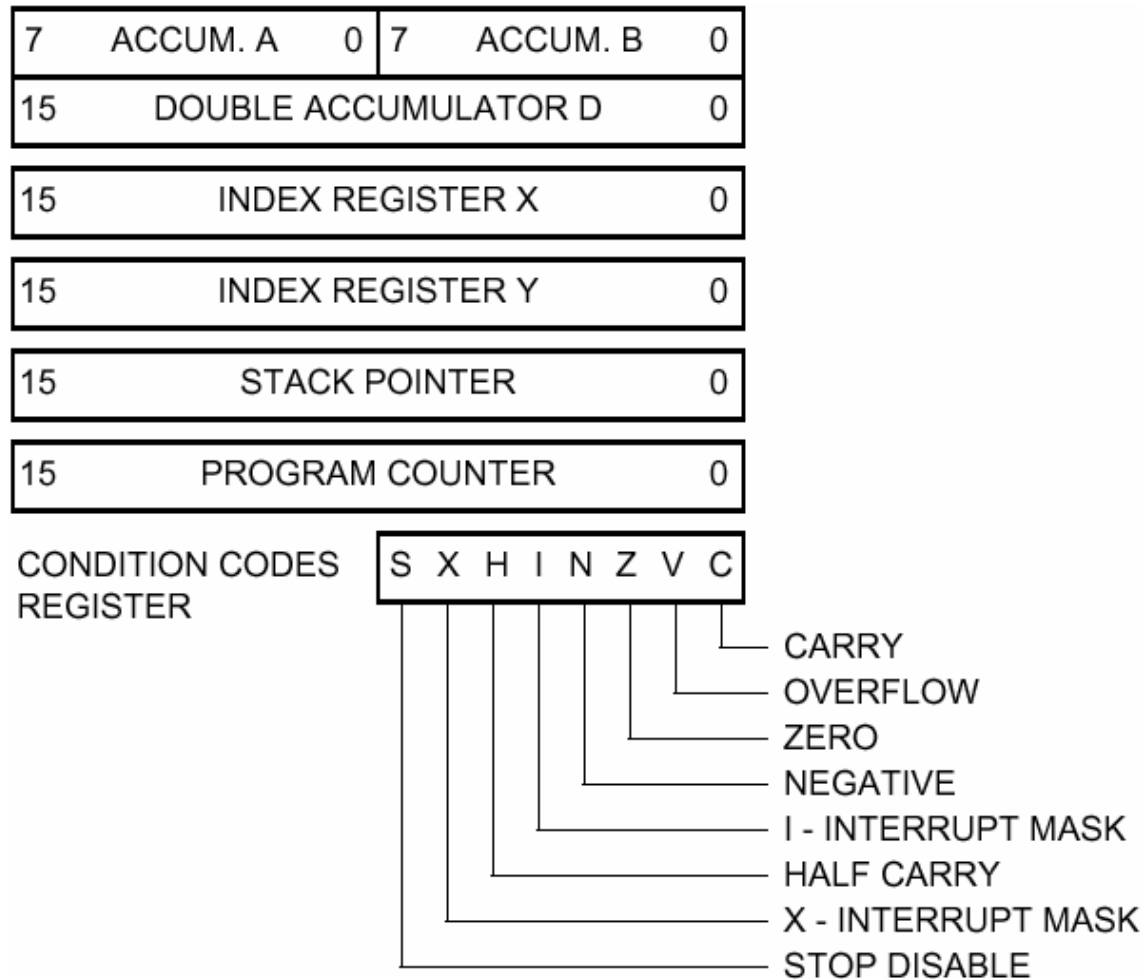 7 ACCUM. A 0 7 ACCUM. B 0
15 DOUBLE ACCUMULATOR D 0
15 INDEX REGISTER X 0
15 INDEX REGISTER Y 0
15 STACK POINTER 0
15 PROGRAM COUNTER 0
CONDITION CODES
REGISTER
S X H I N Z V C
CARRY
OVERFLOW
ZERO
NEGATIVE
I - INTERRUPT MASK
HALF CARRY
X - INTERRUPT MASK
STOP DISABLE